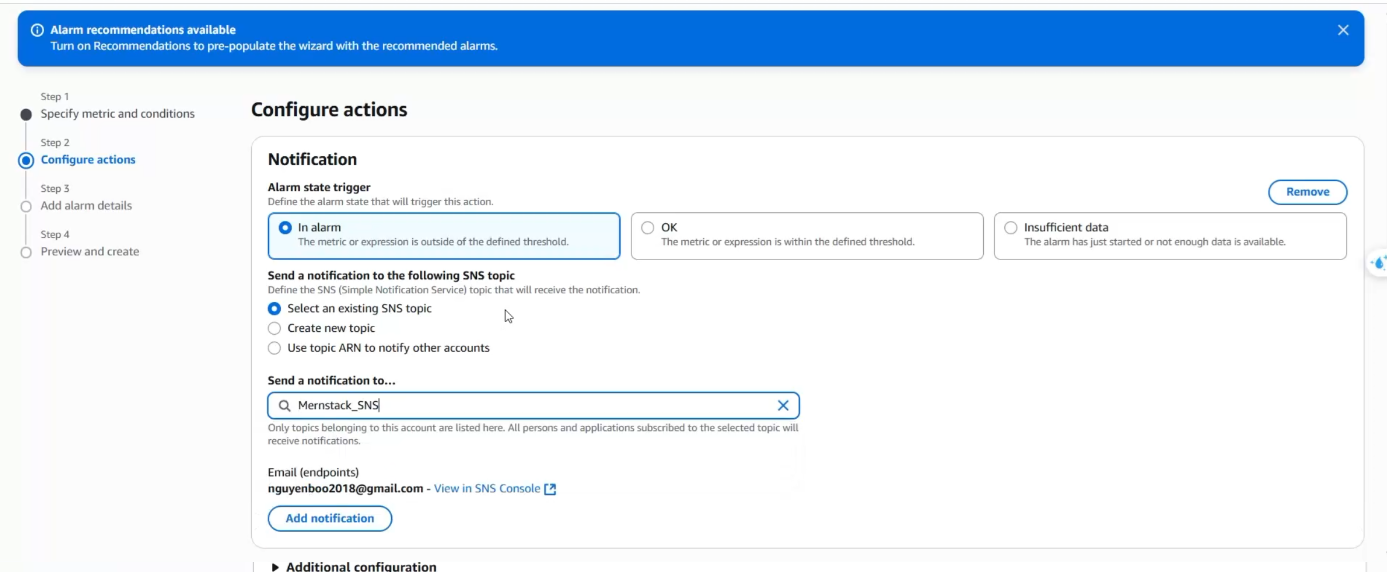 Alarm recommendations available
Turn on Recommendations to pre-populate the wizard with the recommended alarms.
Step 1
Specify metric and conditions
Step 2
Configure actions
Step 3
Add alarm details
Step 4
Preview and create
Configure actions
Notification
Alarm state trigger
Define the alarm state that will trigger this action.
Remove
In alarm
The metric or expression is outside of the defined threshold.
OK
The metric or expression is within the defined threshold.
Insufficient data
The alarm has just started or not enough data is available.
Send a notification to the following SNS topic
Define the SNS (Simple Notification Service) topic that will receive the notification.
Select an existing SNS topic
Create new topic
Use topic ARN to notify other accounts
Send a notification to…
Mernstack_SNS
Only topics belonging to this account are listed here. All persons and applications subscribed to the selected topic will
receive notifications.
Email (endpoints)
nguyenboo2018@gmail.com - View in SNS Console
Add notification
Additional configuration